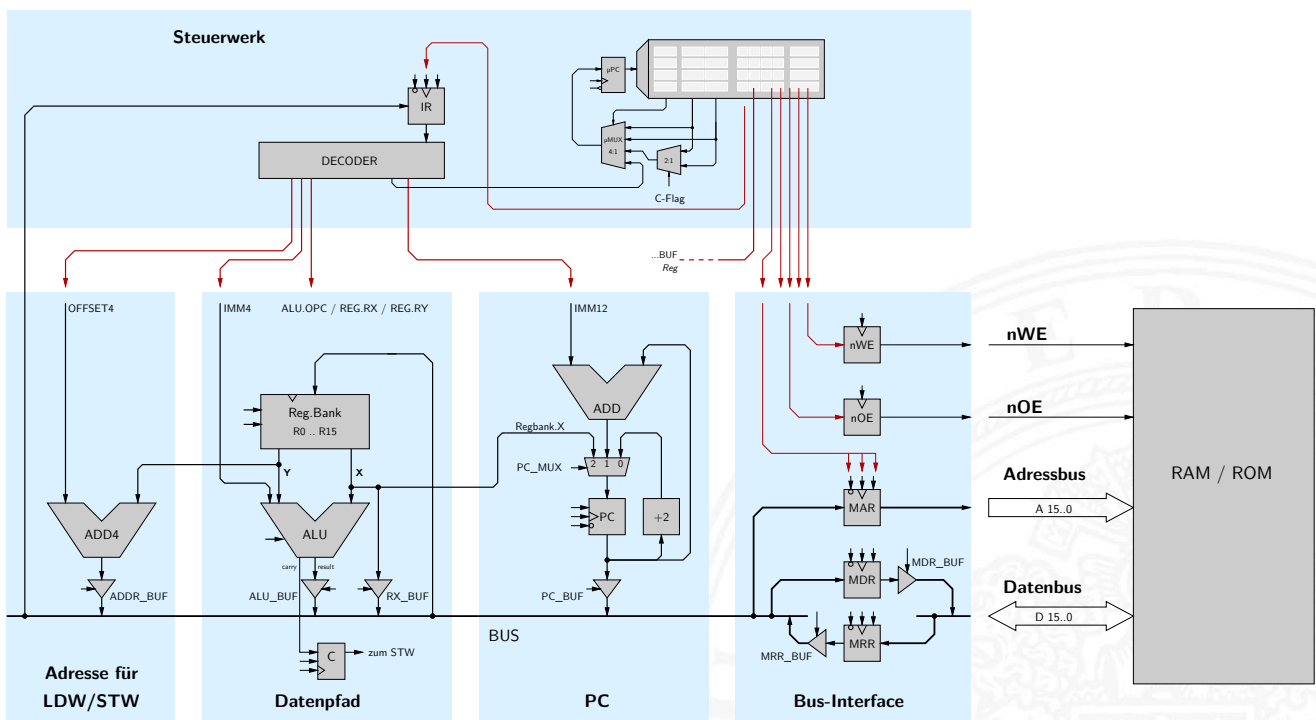 Steuerwerk
µPC
IR
µMUX
4:1
2:1
DECODER
C-Flag
...BUF
Reg
OFFSET4
IMM4
ALU.OPC / REG.RX / REG.RY
IMM12
nWE
nWE
ADD
Reg.Bank
R0 .. R15
nOE
nOE
Regbank.X
Y
X
2 1 0
PC_MUX
RAM / ROM
Adressbus
A 15..0
MAR
ADD4
ALU
PC
+2
carry
result
MDR
MDR_BUF
ADDR_BUF
ALU_BUF
RX_BUF
PC_BUF
Datenbus
D 15..0
BUS
MRR_BUF
MRR
C
zum STW
Adresse für
LDW/STW
Datenpfad
PC
Bus-Interface